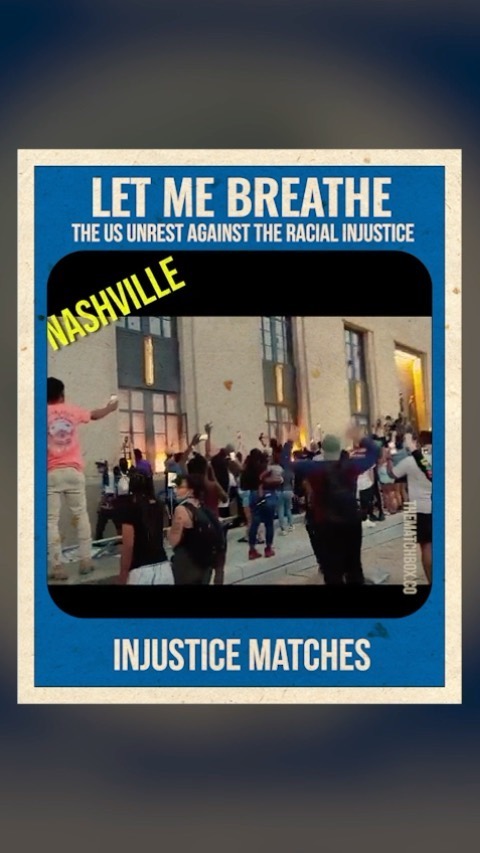 LET ME BREATHE
THE US UNREST AGAINST THE RACIAL INJUSTICE
NASHVILLE
THEMATCHBOX.CO
INJUSTICE MATCHES